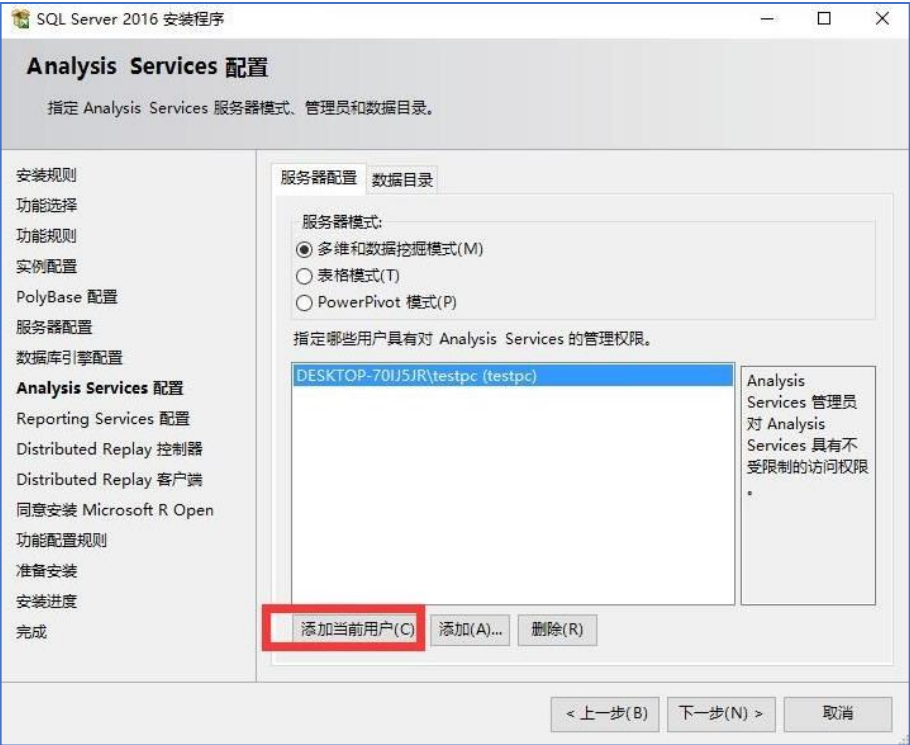 SQL Server 2016 安装程序
Analysis Services 配置
指定 Analysis Services 服务器模式、管理员和数据目录。
安装规则
功能选择
功能规则
实例配置
PolyBase 配置
服务器配置
数据库引擎配置
Analysis Services 配置
Reporting Services 配置
Distributed Replay 控制器
Distributed Replay 客户端
同意安装 Microsoft R Open
功能配置规则
准备安装
安装进度
完成
服务器配置 数据目录
服务器模式:
多维和数据挖掘模式(M)
表格模式(T)
PowerPivot 模式(P)
指定哪些用户具有对 Analysis Services 的管理权限。
DESKTOP-70IJ5JR\testpc (testpc)
Analysis
Services 管理员
对 Analysis
Services 具有不
受限制的访问权限
。
添加当前用户(C) 添加(A)... 删除(R)
< 上一步(B) 下一步(N) > 取消